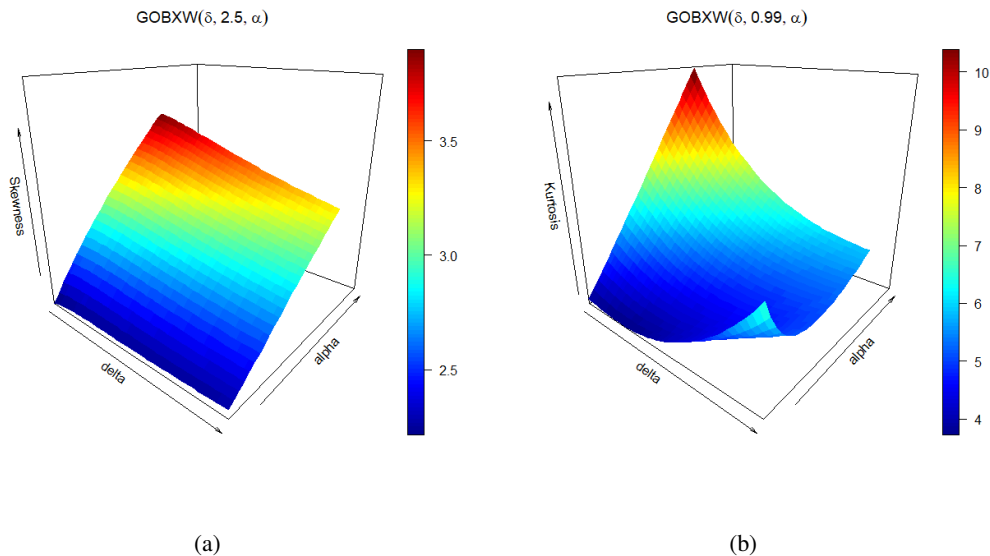 GOBXW(δ, 2.5, α)
Skewness
delta
alpha
3.5
3.0
2.5
(a)
GOBXW(δ, 0.99, α)
Kurtosis
delta
alpha
10
9
8
7
6
5
4
(b)